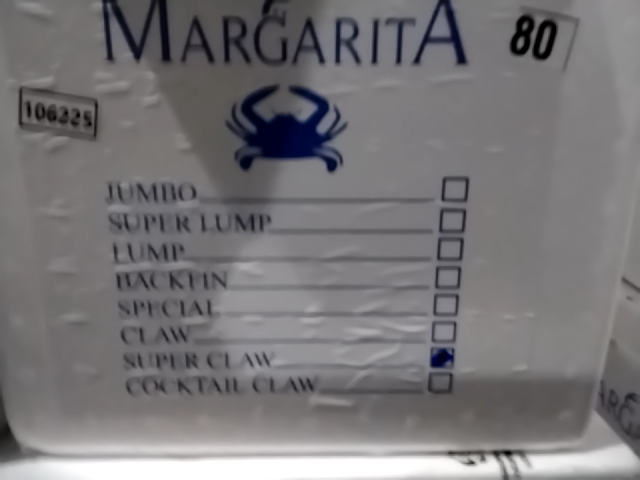 MARGARITA
80
106225
JUMBO
SUPER LUMP
LUMP
BACKFIN
SPECIAL
CLAW
SUPER CLAW
COCKTAIL CLAW